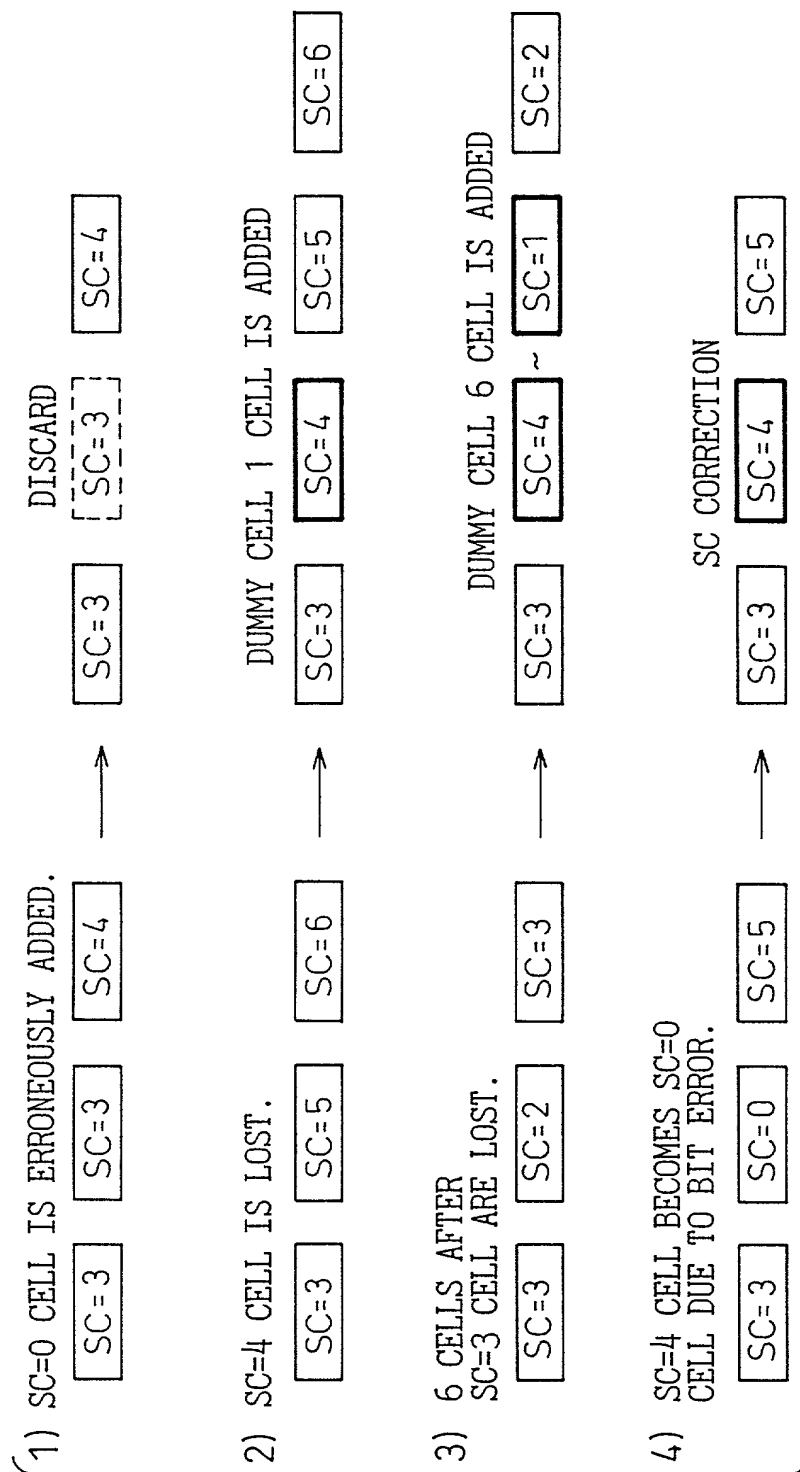 1) SC=0 CELL IS ERRONEOUSLY ADDED.
SC=3 SC=3 SC=4
DISCARD
SC=3 SC=3 SC=4
2) SC=4 CELL IS LOST.
SC=3 SC=5 SC=6
DUMMY CELL 1 CELL IS ADDED
SC=3 SC=4 SC=5 SC=6
3) 6 CELLS AFTER
SC=3 CELL ARE LOST.
SC=3 SC=2 SC=3
DUMMY CELL 6 CELL IS ADDED
SC=3 SC=4 ~ SC=1 SC=2
4) SC=4 CELL BECOMES SC=0
CELL DUE TO BIT ERROR.
SC=3 SC=0 SC=5
SC CORRECTION
SC=3 SC=4 SC=5